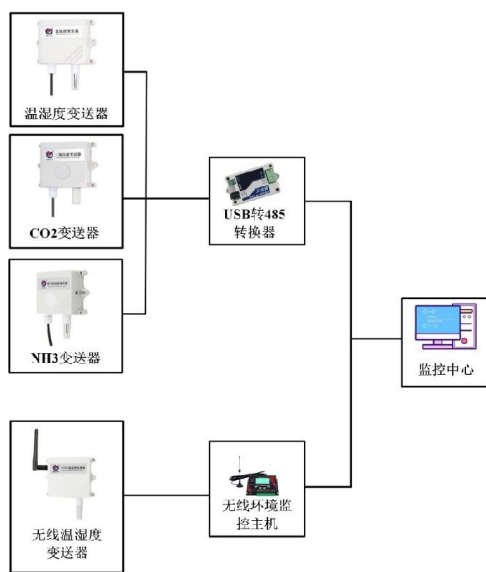 温湿度变送器
CO2变送器
NH3变送器
USB转485
转换器
监控中心
无线温湿度
变送器
无线环境监
控主机